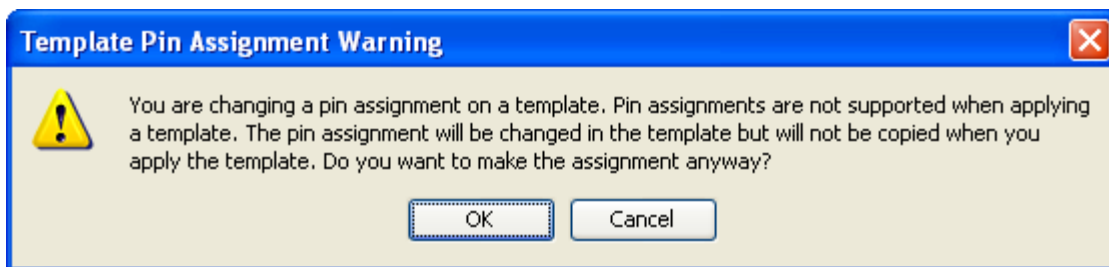 Template Pin Assignment Warning
You are changing a pin assignment on a template. Pin assignments are not supported when applying
a template. The pin assignment will be changed in the template but will not be copied when you
apply the template. Do you want to make the assignment anyway?
OK
Cancel